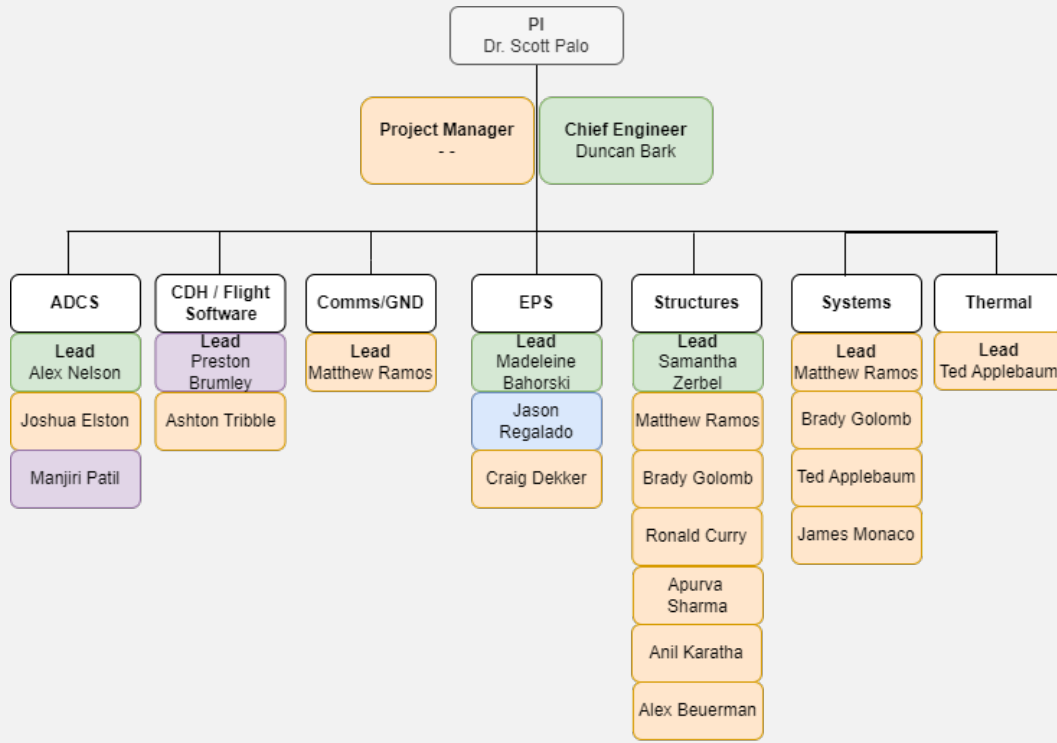 PI
Dr. Scott Palo
Project Manager
- -
Chief Engineer
Duncan Bark
ADCS
Lead
Alex Nelson
Joshua Elston
Manjiri Patil
CDH / Flight
Software
Lead
Preston
Brumley
Ashton Tribble
Comms/GND
Lead
Matthew Ramos
EPS
Lead
Madeleine
Bahorski
Jason
Regalado
Craig Dekker
Structures
Lead
Samantha
Zerbel
Matthew Ramos
Brady Golomb
Ronald Curry
Apurva
Sharma
Anil Karatha
Alex Beuerman
Systems
Lead
Matthew Ramos
Brady Golomb
Ted Applebaum
James Monaco
Thermal
Lead
Ted Applebaum